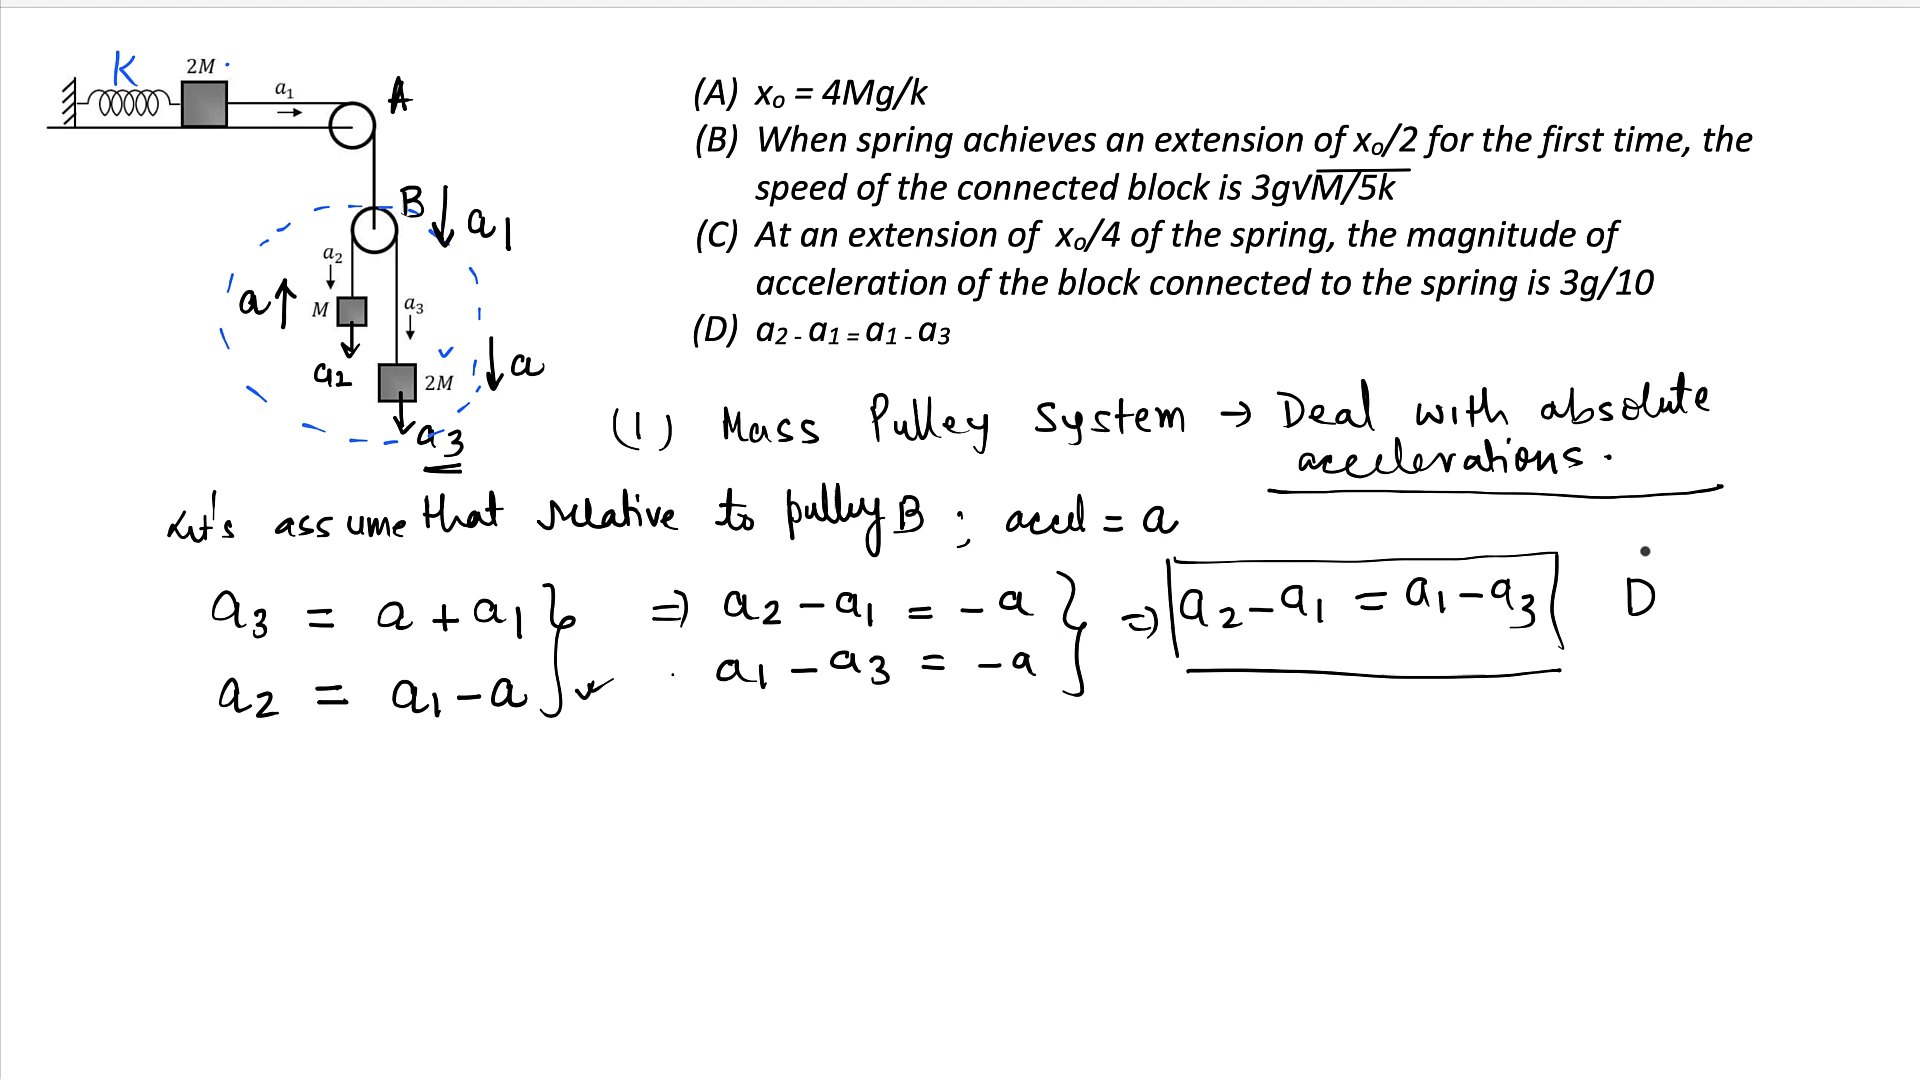 K
2M
a₁
A
B
a₁
a₂
a
M
a₃
a₂
2M
a
a₃
(A) xₒ = 4Mg/k
(B) When spring achieves an extension of xₒ/2 for the first time, the
speed of the connected block is 3g√M/5k
(C) At an extension of xₒ/4 of the spring, the magnitude of
acceleration of the block connected to the spring is 3g/10
(D) a₂ - a₁ = a₁ - a₃
(1) Mass Pulley System → Deal with absolute
accelerations.
Let's assume that relative to pulley B ; accel = a
a₃ = a + a₁ } ⇒ a₂ - a₁ = - a } ⇒ a₂ - a₁ = a₁ - a₃ D
a₂ = a₁ - a a₁ - a₃ = - a